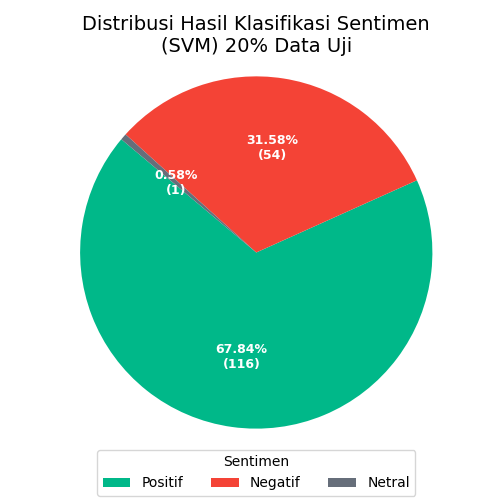 Distribusi Hasil Klasifikasi Sentimen
(SVM) 20% Data Uji
31.58%
(54)
0.58%
(1)
67.84%
(116)
Sentimen
Positif Negatif Netral